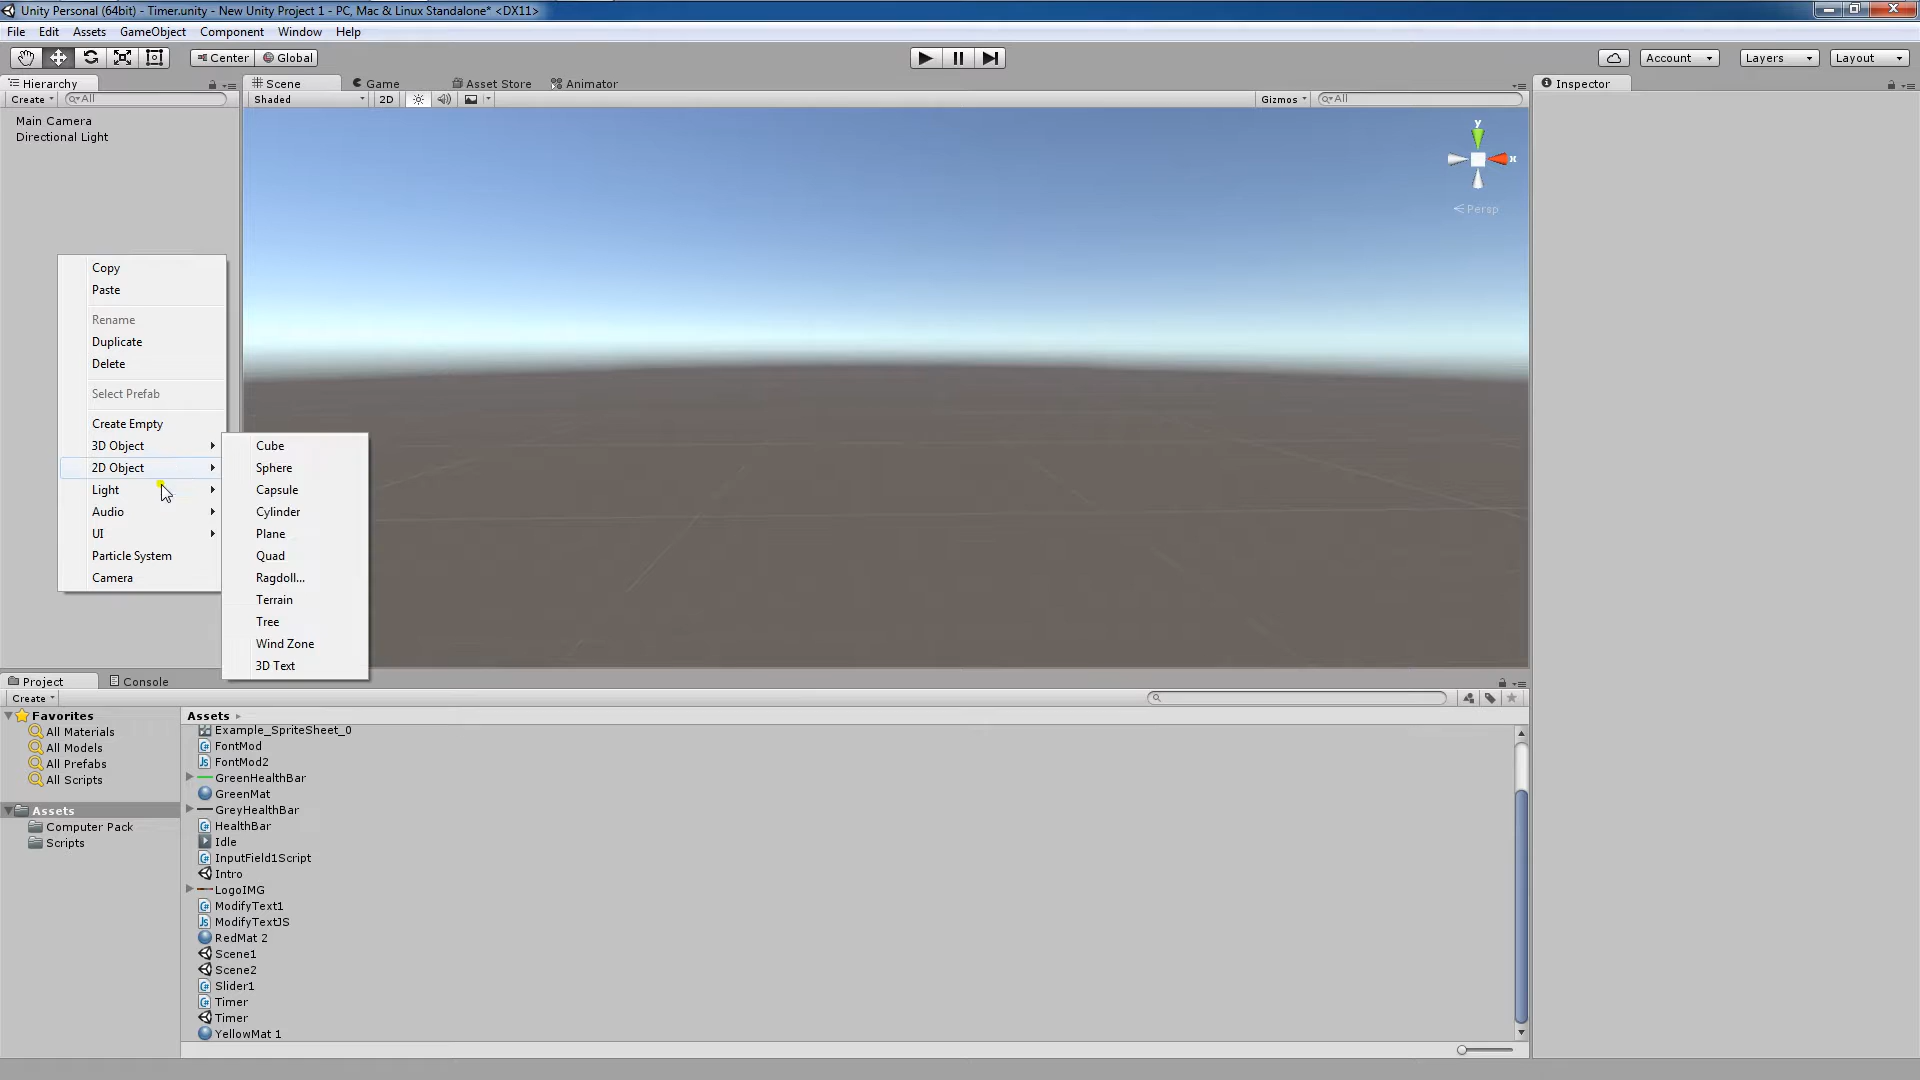 Unity Personal (64bit) - Timer.unity - New Unity Project 1 - PC, Mac & Linux Standalone* <DX11>
File Edit Assets GameObject Component Window Help
Center Global Account Layers Layout
Hierarchy Scene Game Asset Store Animator Inspector
Create All Shaded 2D Gizmos All
Main Camera
Directional Light
y
x
Persp
Copy
Paste
Rename
Duplicate
Delete
Select Prefab
Create Empty
3D Object
2D Object
Light
Audio
UI
Particle System
Camera
Cube
Sphere
Capsule
Cylinder
Plane
Quad
Ragdoll...
Terrain
Tree
Wind Zone
3D Text
Project Console
Create
Favorites
All Materials
All Models
All Prefabs
All Scripts
Assets
Computer Pack
Scripts
Assets
Example_SpriteSheet_0
FontMod
FontMod2
GreenHealthBar
GreenMat
GreyHealthBar
HealthBar
Idle
InputField1Script
Intro
LogoIMG
ModifyText1
ModifyTextJS
RedMat 2
Scene1
Scene2
Slider1
Timer
Timer
YellowMat 1